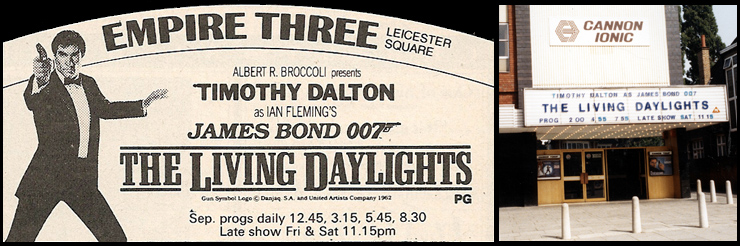 EMPIRE THREE LEICESTER
SQUARE
ALBERT R. BROCCOLI presents
TIMOTHY DALTON
as IAN FLEMING'S
JAMES BOND 007
THE LIVING DAYLIGHTS
PG
Gun Symbol Logo © Danjaq S.A. and United Artists Company 1962
Sep. progs daily 12.45, 3.15, 5.45, 8.30
Late show Fri & Sat 11.15pm
CANNON
IONIC
TIMOTHY DALTON AS JAMES BOND 007
THE LIVING DAYLIGHTS
PROG 2.00 4.55 7.55 LATE SHOW SAT 11.15